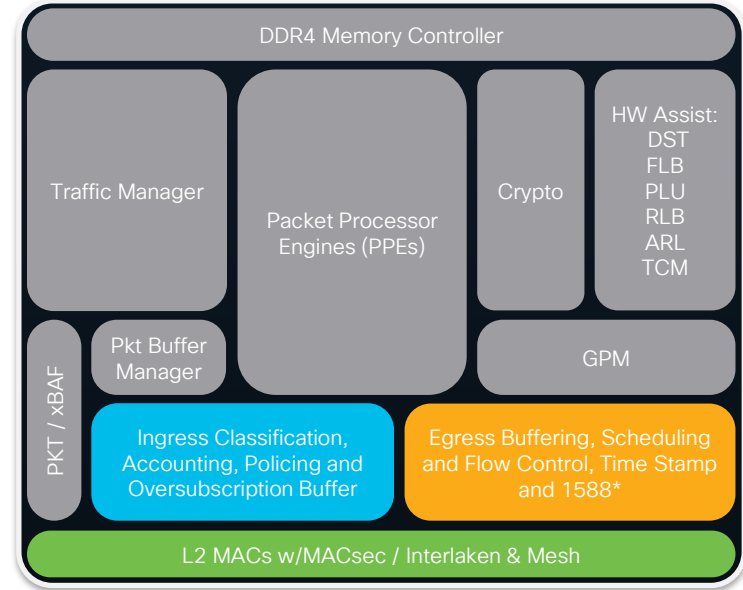 DDR4 Memory Controller
Traffic Manager
Packet Processor
Engines (PPEs)
Crypto
HW Assist:
DST
FLB
PLU
RLB
ARL
TCM
PKT / xBAF
Pkt Buffer
Manager
GPM
Ingress Classification,
Accounting, Policing and
Oversubscription Buffer
Egress Buffering, Scheduling
and Flow Control, Time Stamp
and 1588*
L2 MACs w/MACsec / Interlaken & Mesh